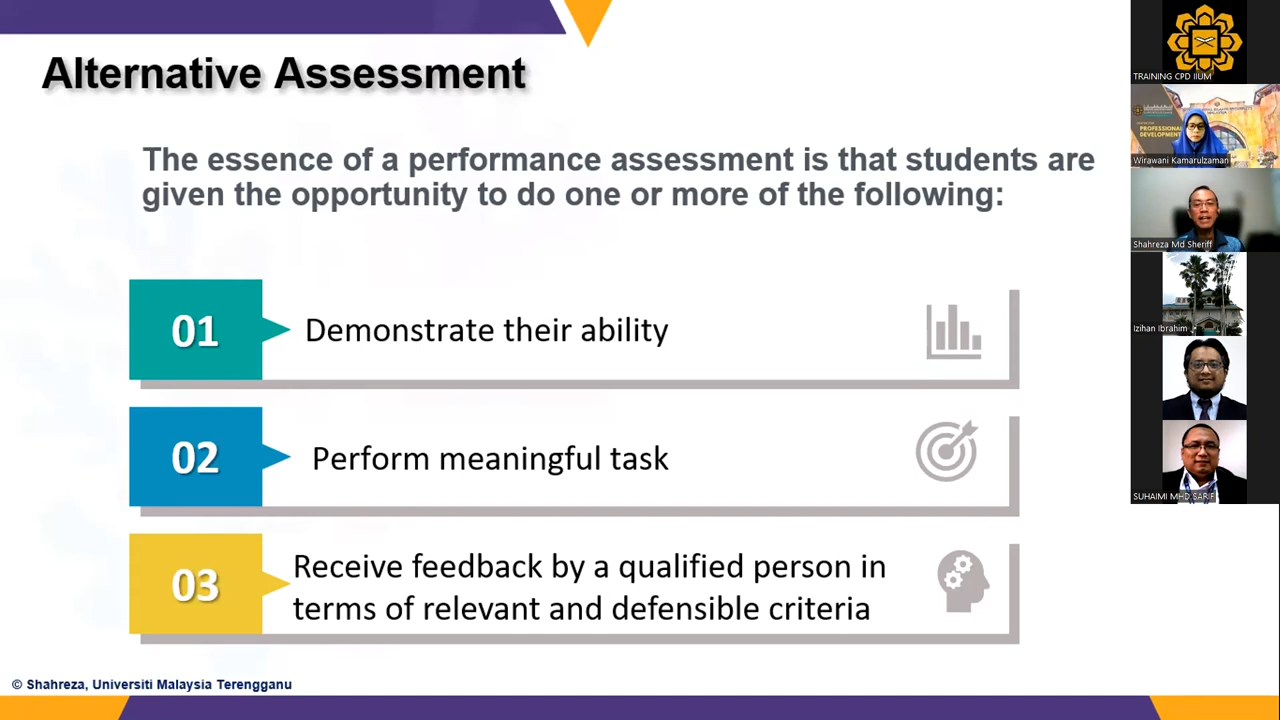 Alternative Assessment
The essence of a performance assessment is that students are
given the opportunity to do one or more of the following:
01
Demonstrate their ability
02
Perform meaningful task
03
Receive feedback by a qualified person in
terms of relevant and defensible criteria
© Shahreza, Universiti Malaysia Terengganu
TRAINING CPD IIUM
PROFESSIONAL
DEVELOPMENT
Wirawani Kamarulzaman
Shahreza Md Sheriff
Izihan Ibrahim
SUHAIMI MHD SARIF